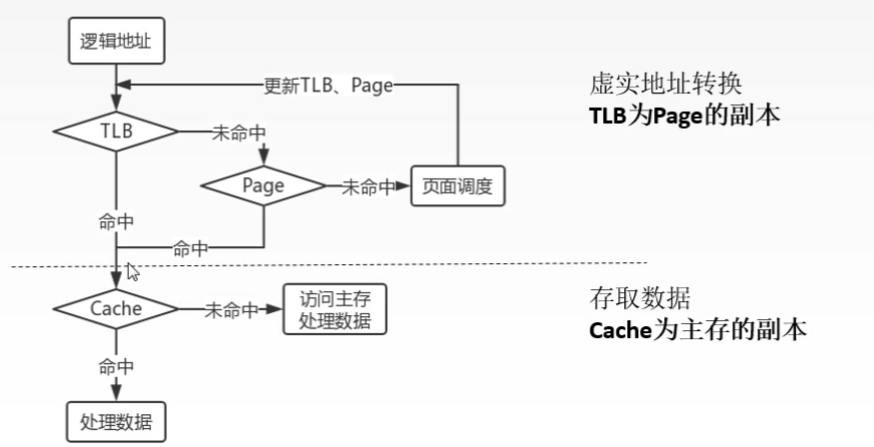 逻辑地址
更新TLB、Page
虚实地址转换
TLB为Page的副本
TLB
未命中
Page
未命中
页面调度
命中
命中
Cache
未命中
访问主存
处理数据
存取数据
Cache为主存的副本
命中
处理数据